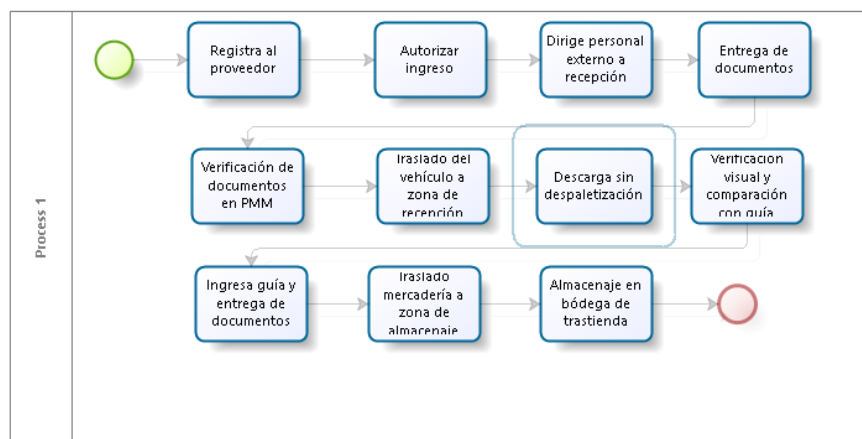 Process 1
Registra al
proveedor
Autorizar
ingreso
Dirige personal
externo a
recepción
Entrega de
documentos
Verificación de
documentos
en PMM
Traslado del
vehículo a
zona de
recención
Descarga sin
despaletización
Verificación
visual y
comparación
con guía
Ingresa guía y
entrega de
documentos
Traslado
mercadería a
zona de
almacenaje
Almacenaje en
bódega de
trastienda